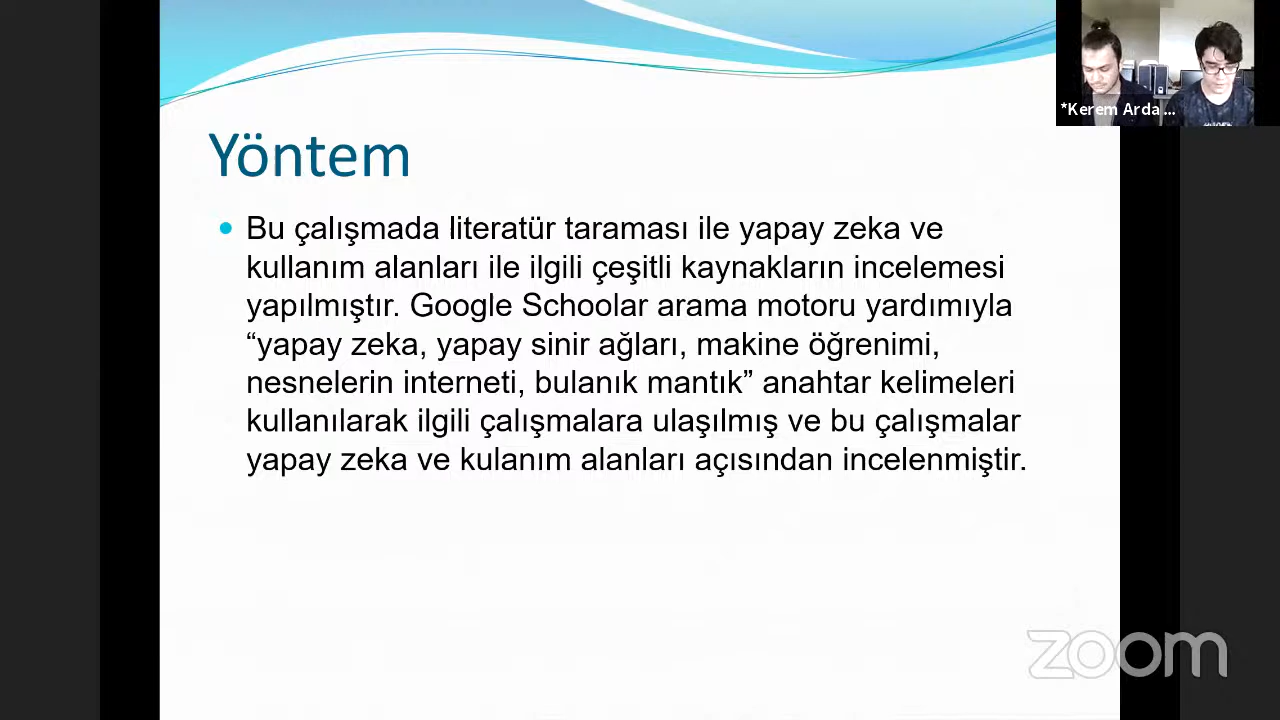 *Kerem Arda ...
Yöntem
• Bu çalışmada literatür taraması ile yapay zeka ve
kullanım alanları ile ilgili çeşitli kaynakların incelemesi
yapılmıştır. Google Schoolar arama motoru yardımıyla
“yapay zeka, yapay sinir ağları, makine öğrenimi,
nesnelerin interneti, bulanık mantık” anahtar kelimeleri
kullanılarak ilgili çalışmalara ulaşılmış ve bu çalışmalar
yapay zeka ve kulanım alanları açısından incelenmiştir.
zoom